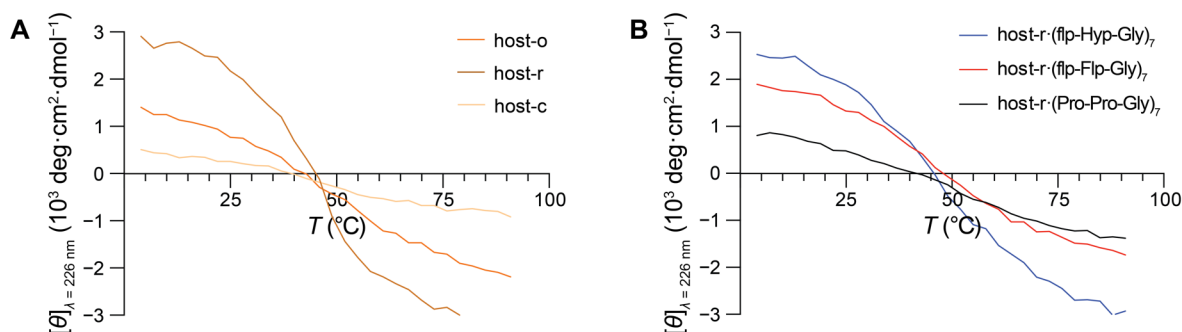 A
[θ]λ = 226 nm (10³ deg·cm²·dmol⁻¹)
3
2
1
0
−1
−2
−3
25
50
75
100
T (°C)
host-o
host-r
host-c
B
[θ]λ = 226 nm (10³ deg·cm²·dmol⁻¹)
3
2
1
0
−1
−2
−3
25
50
75
100
T (°C)
host-r·(flp-Hyp-Gly)₇
host-r·(flp-Flp-Gly)₇
host-r·(Pro-Pro-Gly)₇